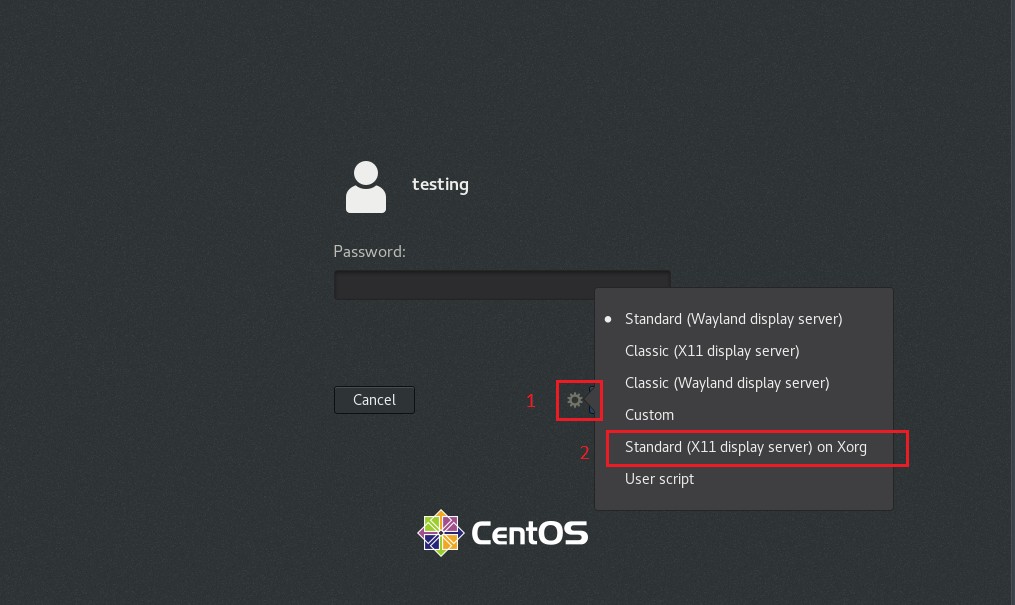 testing
Password:
Standard (Wayland display server)
Classic (X11 display server)
Classic (Wayland display server)
Cancel
1
Custom
2
Standard (X11 display server) on Xorg
User script
CentOS